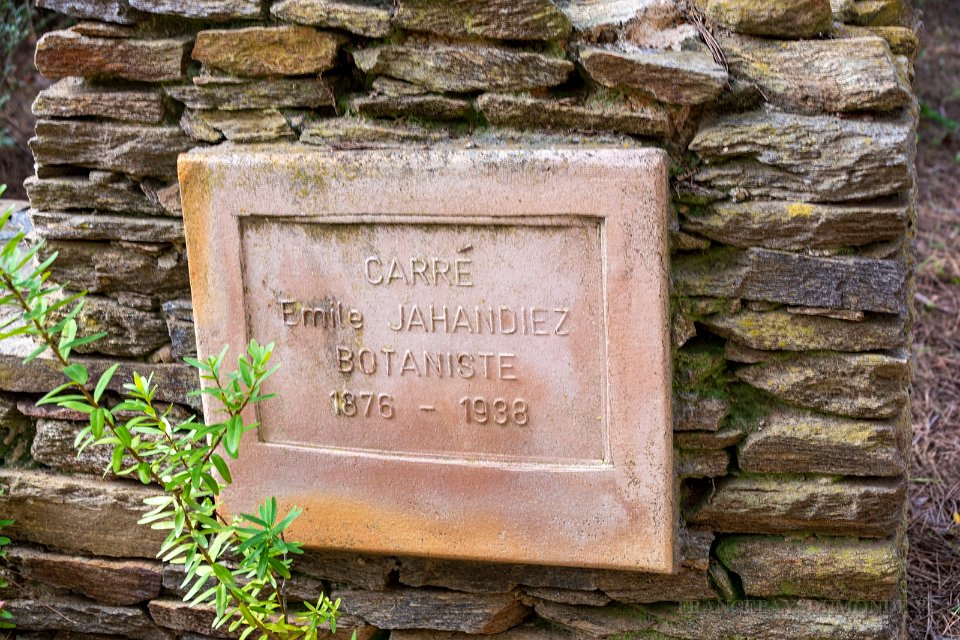 CARRÉ
Emile JAHANDIEZ
BOTANISTE
1876 - 1938